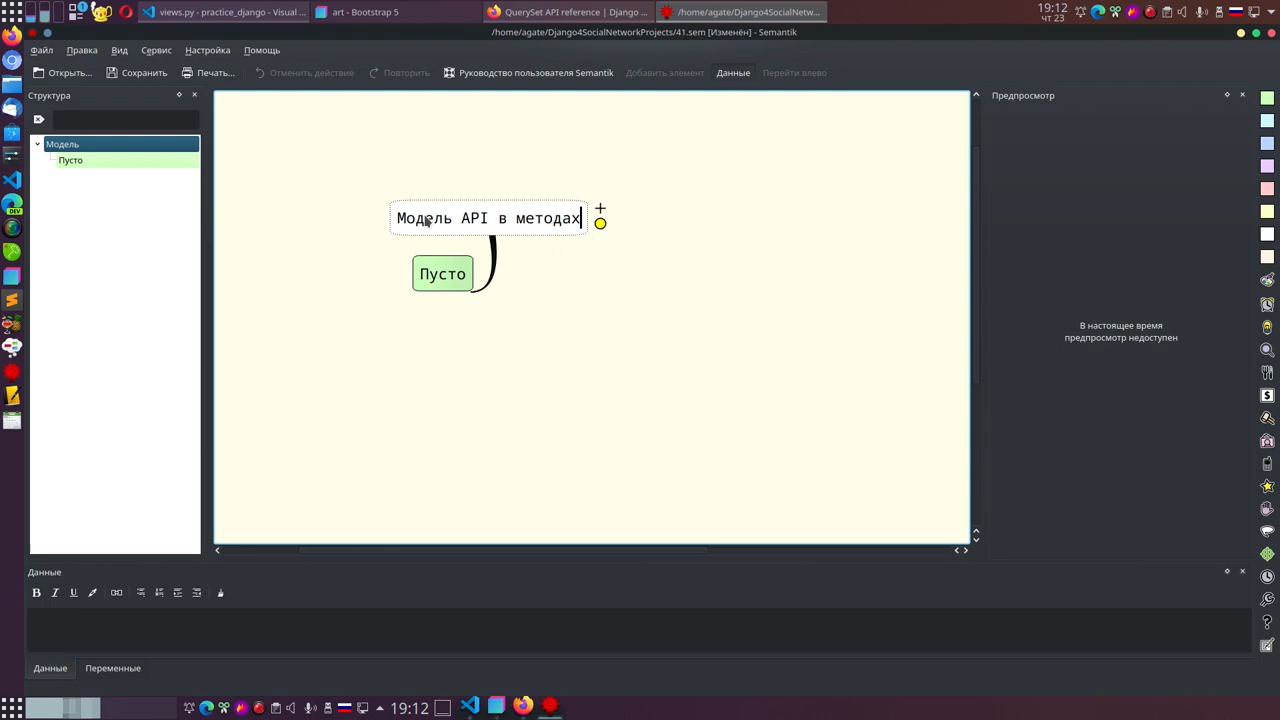 views.py - practice_django - Visual ...
art - Bootstrap 5
QuerySet API reference | Django ...
/home/agate/Django4SocialNetw...
19:12
чт 23
/home/agate/Django4SocialNetworkProjects/41.sem [Изменён] - Semantik
Файл
Правка
Вид
Сервис
Настройка
Помощь
Открыть...
Сохранить
Печать...
Отменить действие
Повторить
Руководство пользователя Semantik
Добавить элемент
Данные
Перейти влево
Структура
Предпросмотр
Модель
Пусто
Модель API в методах
Пусто
В настоящее время
предпросмотр недоступен
Данные
B I U
Данные
Переменные
19:12